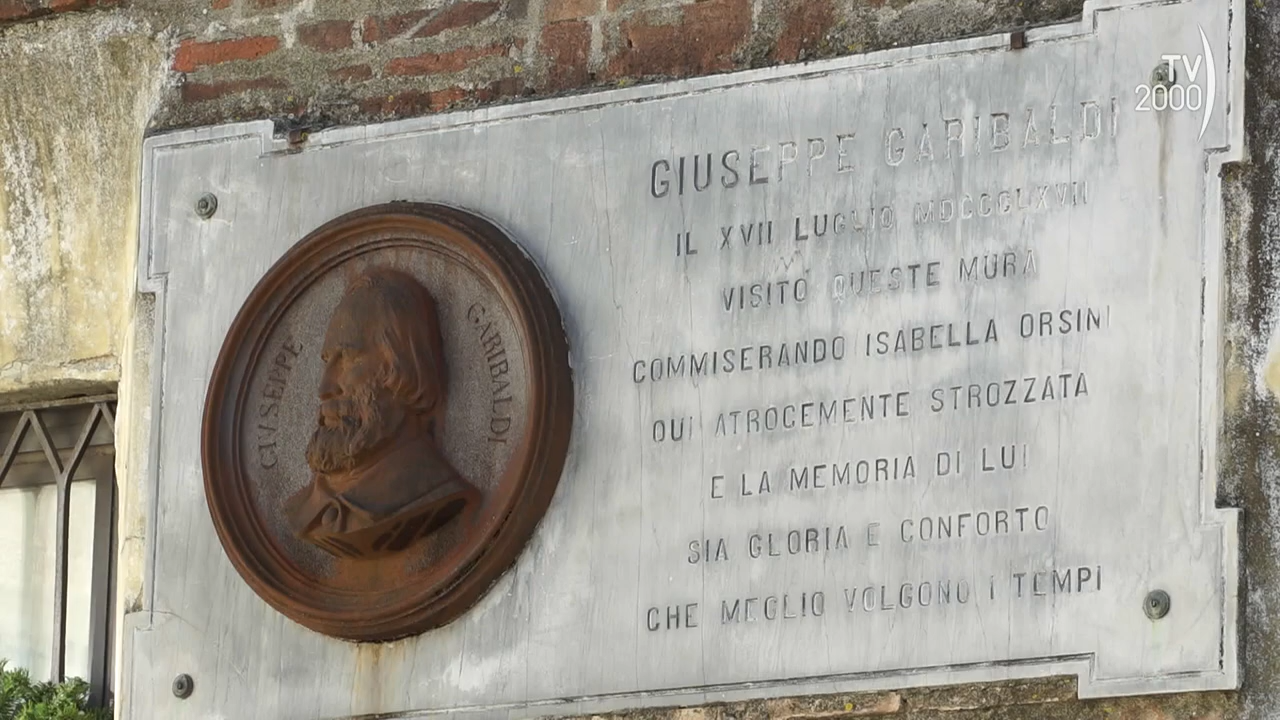 TV
2000
GIUSEPPE GARIBALDI
IL XVII LUGLIO MDCCCLXVII
VISITÒ QUESTE MURA
COMMISERANDO ISABELLA ORSINI
QUI ATROCEMENTE STROZZATA
E LA MEMORIA DI LUI
SIA GLORIA E CONFORTO
CHE MEGLIO VOLGONO I TEMPI
GIVSEPPE GARIBALDI